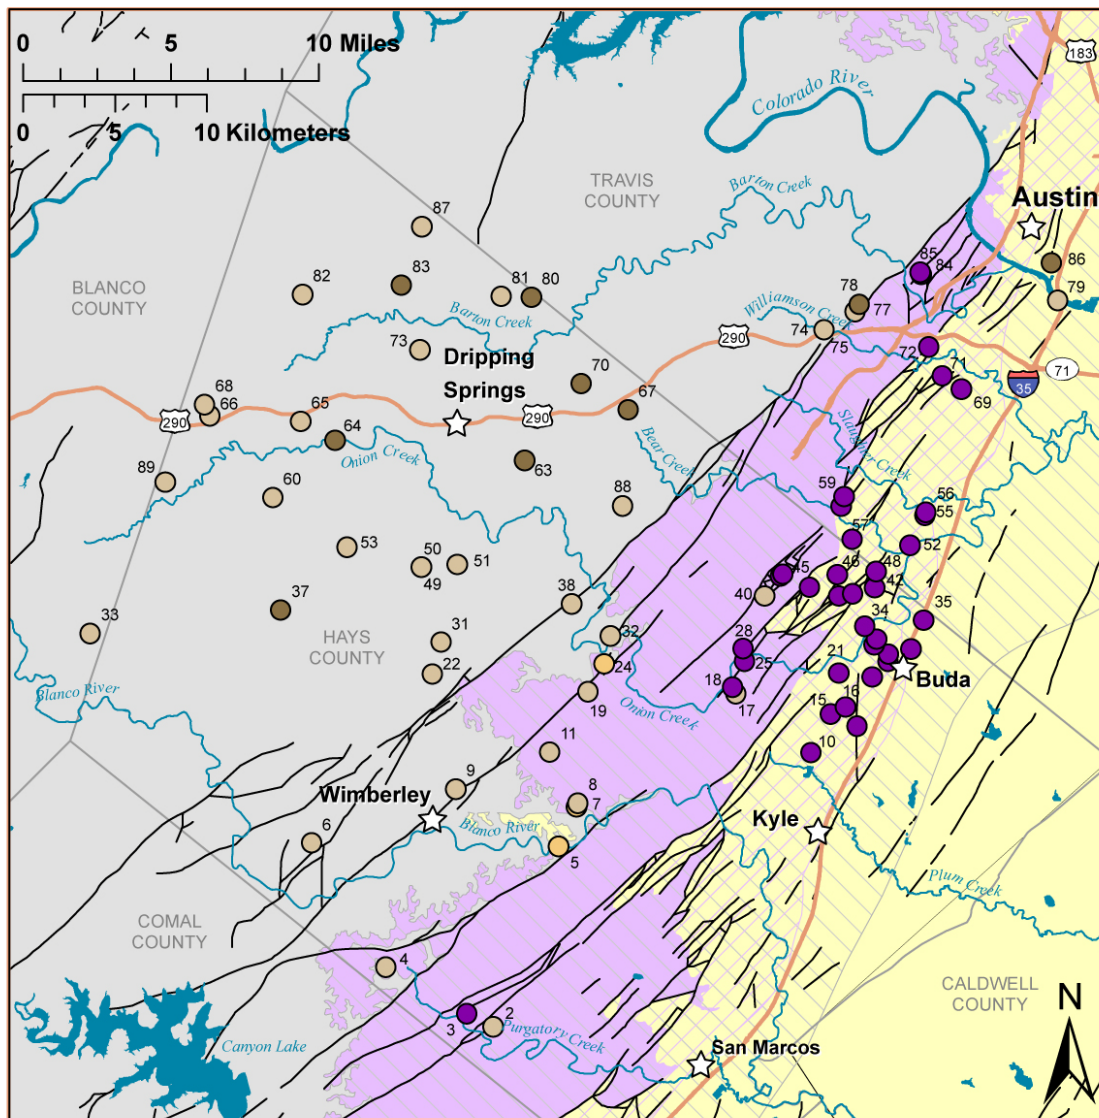 0 5 10 Miles
0 5 10 Kilometers
183
Colorado River
TRAVIS
COUNTY
Barton Creek
Austin
87
85
84
86
BLANCO
COUNTY
82
83
81
80
78
77
79
Barton Creek
Williamson Creek
74
75
73
290
72
71
71
35
Dripping
Springs
70
67
69
68
66
65
290
290
64
Onion Creek
63
Bear Creek
Slaughter Creek
89
60
88
59
56
55
57
52
53
50
49
51
48
46
45
42
40
38
37
35
34
33
HAYS
COUNTY
31
32
28
25
24
22
21
Buda
Blanco River
19
18
17
16
15
Onion Creek
11
10
9
8
7
Wimberley
Blanco River
Kyle
6
5
Plum Creek
COMAL
COUNTY
4
CALDWELL
COUNTY
N
3
2
Purgatory Creek
Canyon Lake
San Marcos